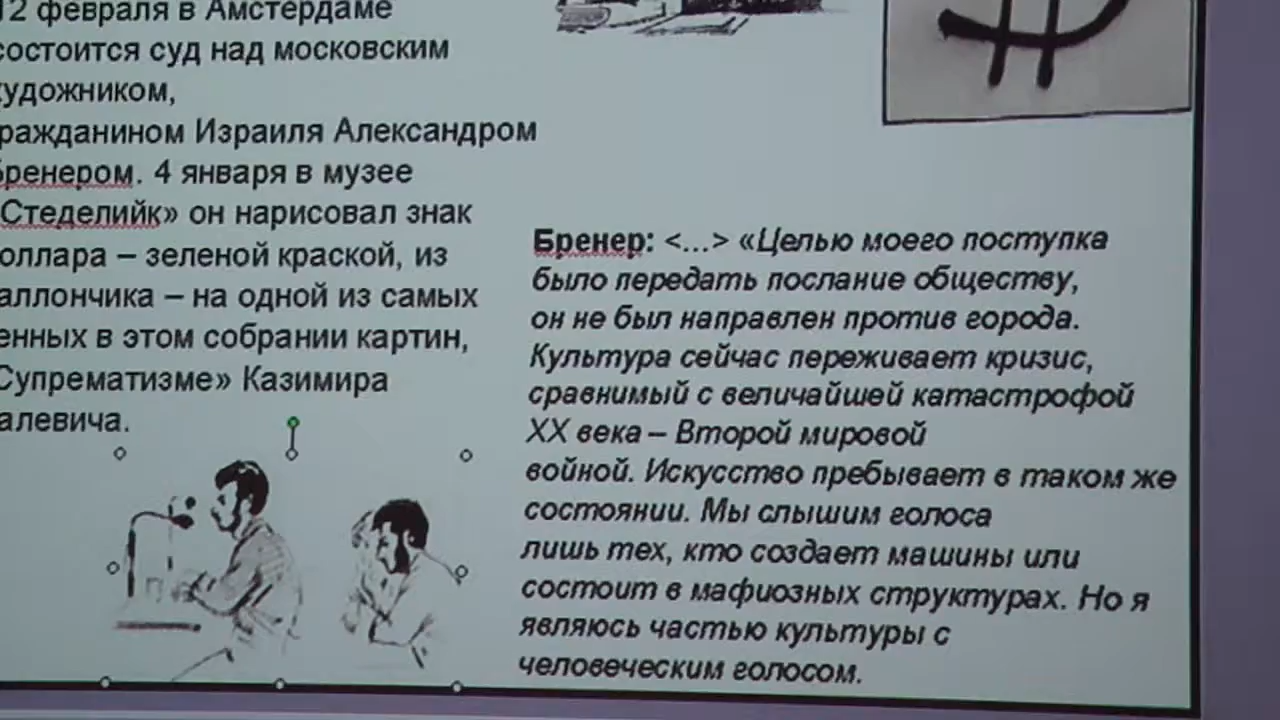 12 февраля в Амстердаме
состоится суд над московским
художником,
гражданином Израиля Александром
Бренером. 4 января в музее
«Стеделийк» он нарисовал знак
доллара – зеленой краской, из
баллончика – на одной из самых
ценных в этом собрании картин,
«Супрематизме» Казимира
Малевича.
Бренер: <...> «Целью моего поступка
было передать послание обществу,
он не был направлен против города.
Культура сейчас переживает кризис,
сравнимый с величайшей катастрофой
ХХ века – Второй мировой
войной. Искусство пребывает в таком же
состоянии. Мы слышим голоса
лишь тех, кто создает машины или
состоит в мафиозных структурах. Но я
являюсь частью культуры с
человеческим голосом.